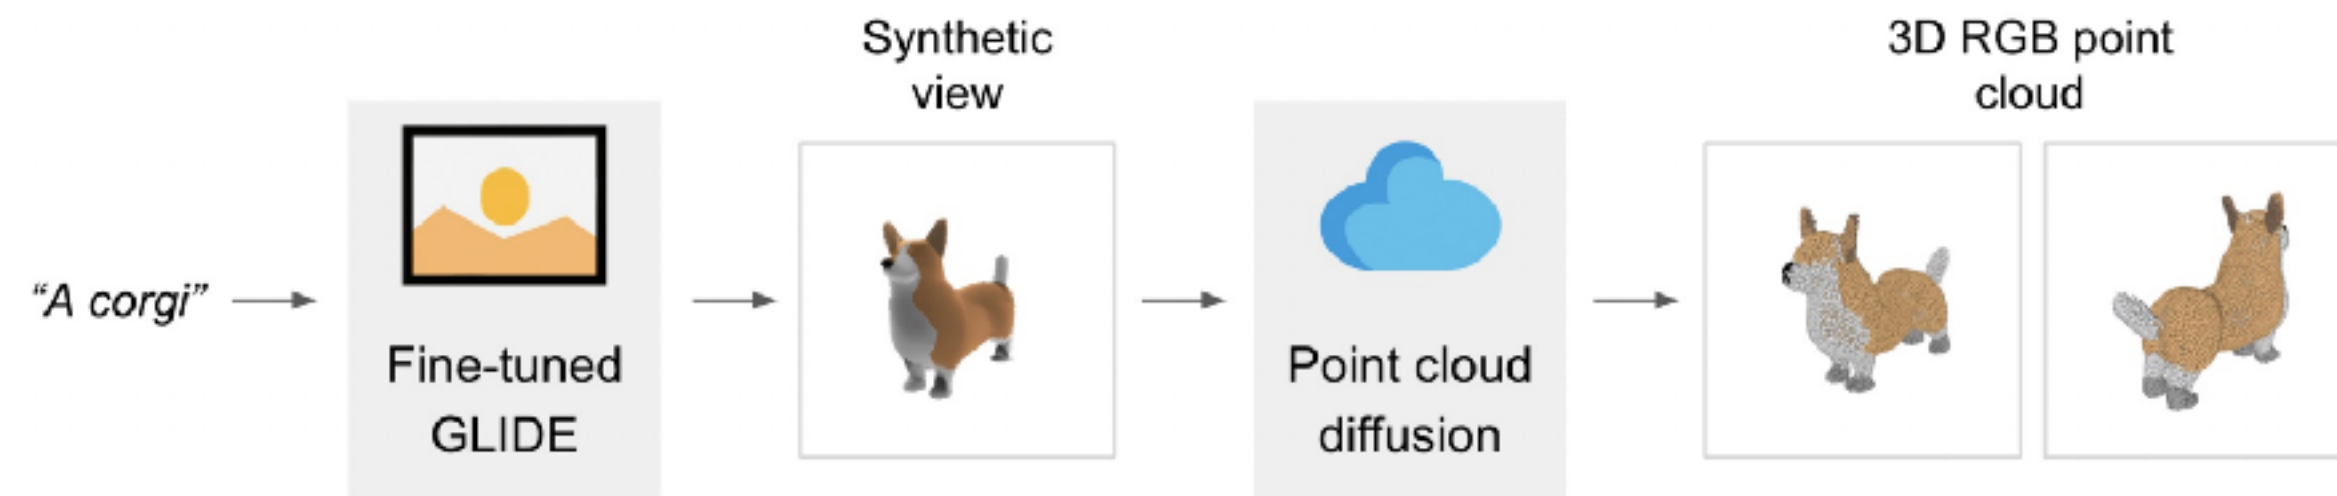 “A corgi”
Fine-tuned
GLIDE
Synthetic
view
Point cloud
diffusion
3D RGB point
cloud